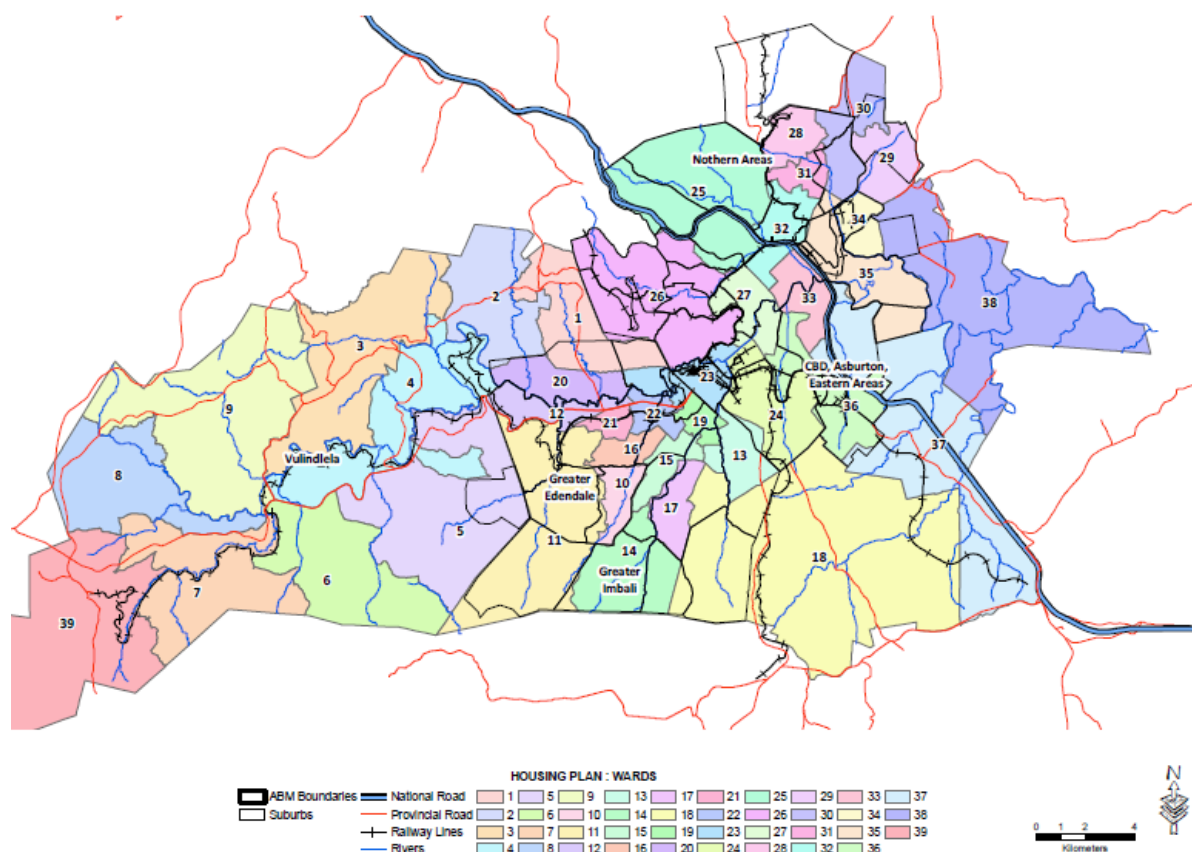 30
28
Nothern Areas
29
31
25
34
32
35
26
27
33
38
2
1
3
CBD, Asburton,
Eastern Areas
4
20
23
36
9
12
22
24
21
19
37
16
13
Vulindlela
15
8
Greater
Edendale
10
17
5
11
14
18
6
Greater
Imbali
7
39
HOUSING PLAN : WARDS
ABM Boundaries National Road 1 5 9 13 17 21 25 29 33 37
Suburbs Provincial Road 2 6 10 14 18 22 26 30 34 38
Railway Lines 3 7 11 15 19 23 27 31 35 39
Rivers 4 8 12 16 20 24 28 32 36
N
0 1 2 4
Kilometers